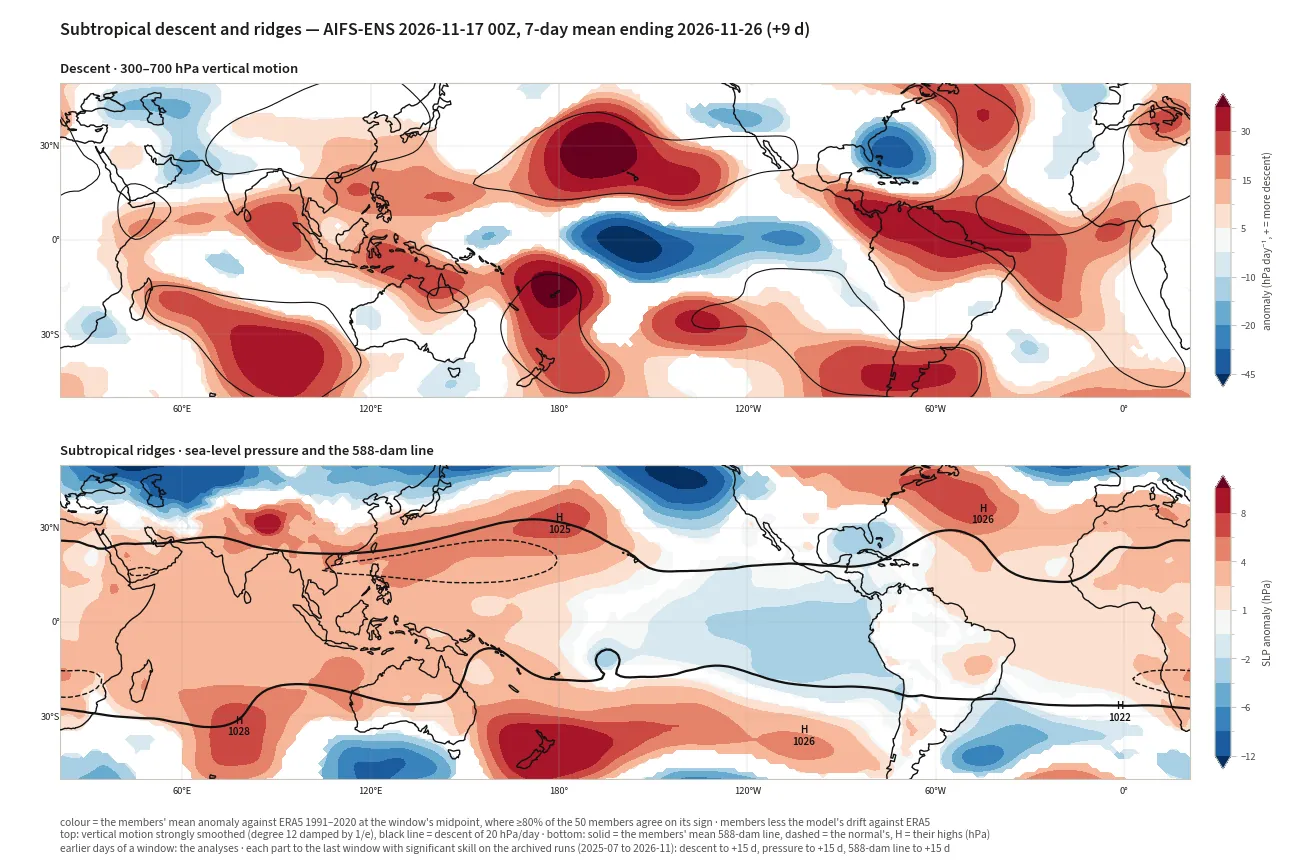 Subtropical descent and ridges — AIFS-ENS 2026-11-17 00Z, 7-day mean ending 2026-11-26 (+9 d)
Descent · 300–700 hPa vertical motion
30°N
0°
30°S
60°E
120°E
180°
120°W
60°W
0°
30
15
5
−10
−20
−45
anomaly (hPa day⁻¹, + = more descent)
Subtropical ridges · sea-level pressure and the 588-dam line
30°N
0°
30°S
H
1025
H
1026
H
1028
H
1026
H
1022
60°E
120°E
180°
120°W
60°W
0°
8
4
1
−2
−6
−12
SLP anomaly (hPa)
colour = the members' mean anomaly against ERA5 1991–2020 at the window's midpoint, where ≥80% of the 50 members agree on its sign · members less the model's drift against ERA5
top: vertical motion strongly smoothed (degree 12 damped by 1/e), black line = descent of 20 hPa/day · bottom: solid = the members' mean 588-dam line, dashed = the normal's, H = their highs (hPa)
earlier days of a window: the analyses · each part to the last window with significant skill on the archived runs (2025-07 to 2026-11): descent to +15 d, pressure to +15 d, 588-dam line to +15 d